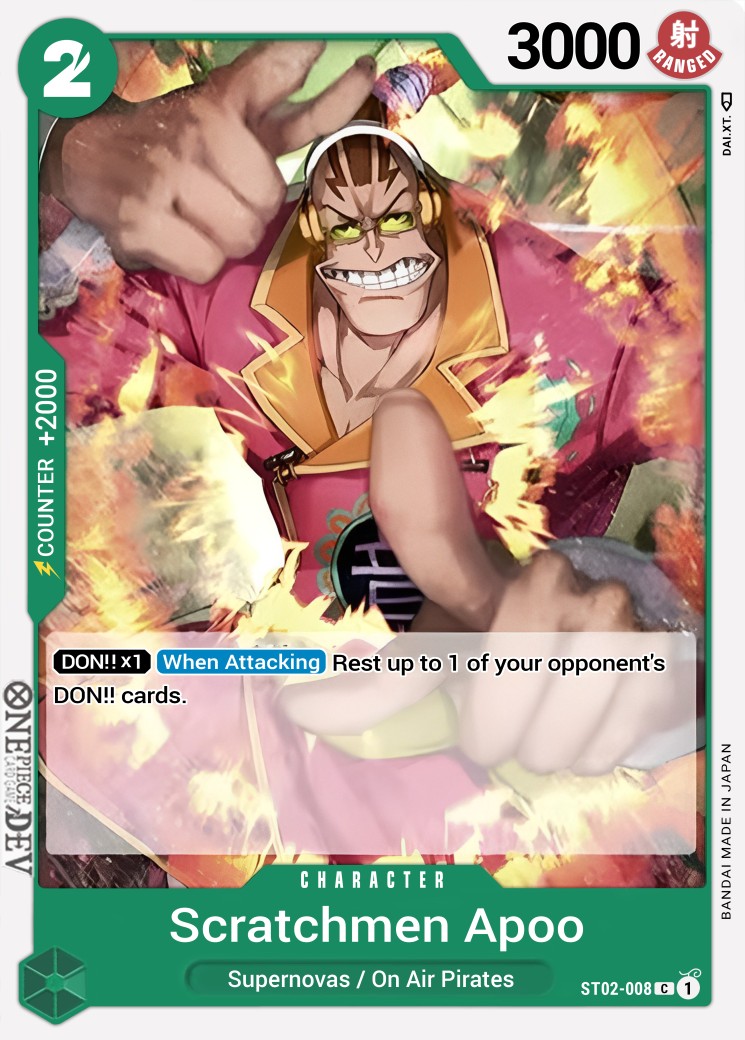 2
3000
射
RANGED
DAI.XT.
COUNTER +2000
DON!! x1 When Attacking Rest up to 1 of your opponent's
DON!! cards.
ONE PIECE
CARD GAME
DEV
BANDAI MADE IN JAPAN
CHARACTER
Scratchmen Apoo
Supernovas / On Air Pirates
ST02-008 C 1